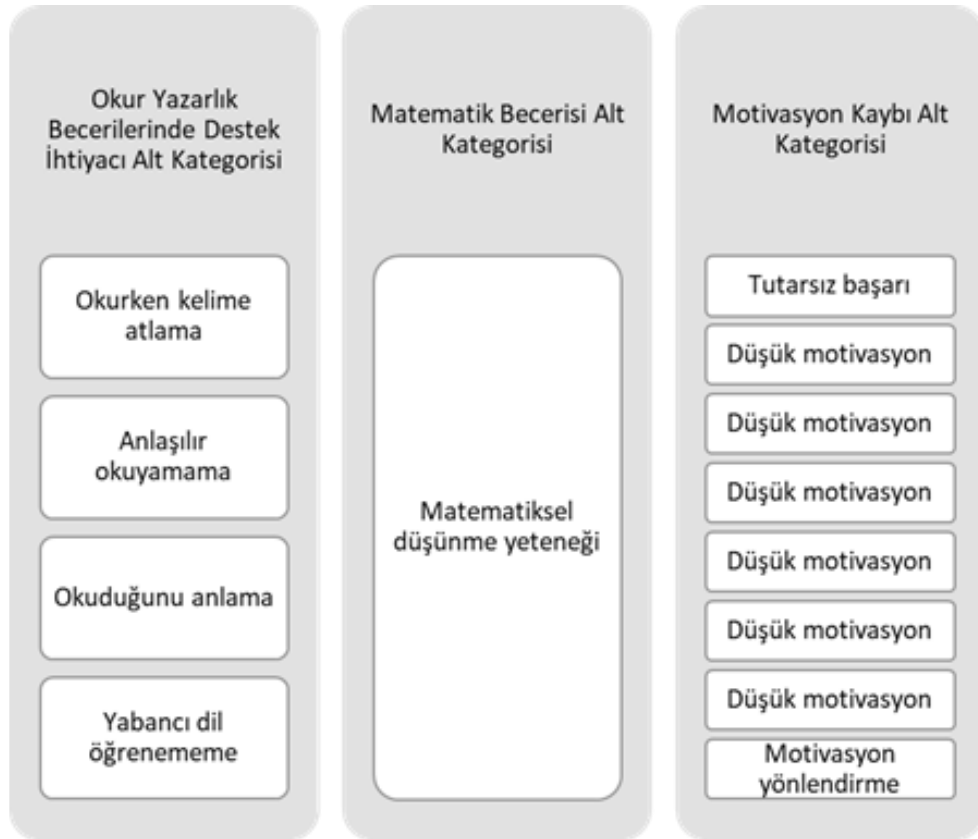 Okur Yazarlık
Becerilerinde Destek
İhtiyacı Alt Kategorisi
Okurken kelime
atlama
Anlaşılır
okuyamama
Okuduğunu anlama
Yabancı dil
öğrenememe
Matematik Becerisi Alt
Kategorisi
Matematiksel
düşünme yeteneği
Motivasyon Kaybı Alt
Kategorisi
Tutarsız başarı
Düşük motivasyon
Düşük motivasyon
Düşük motivasyon
Düşük motivasyon
Düşük motivasyon
Düşük motivasyon
Motivasyon
yönlendirme